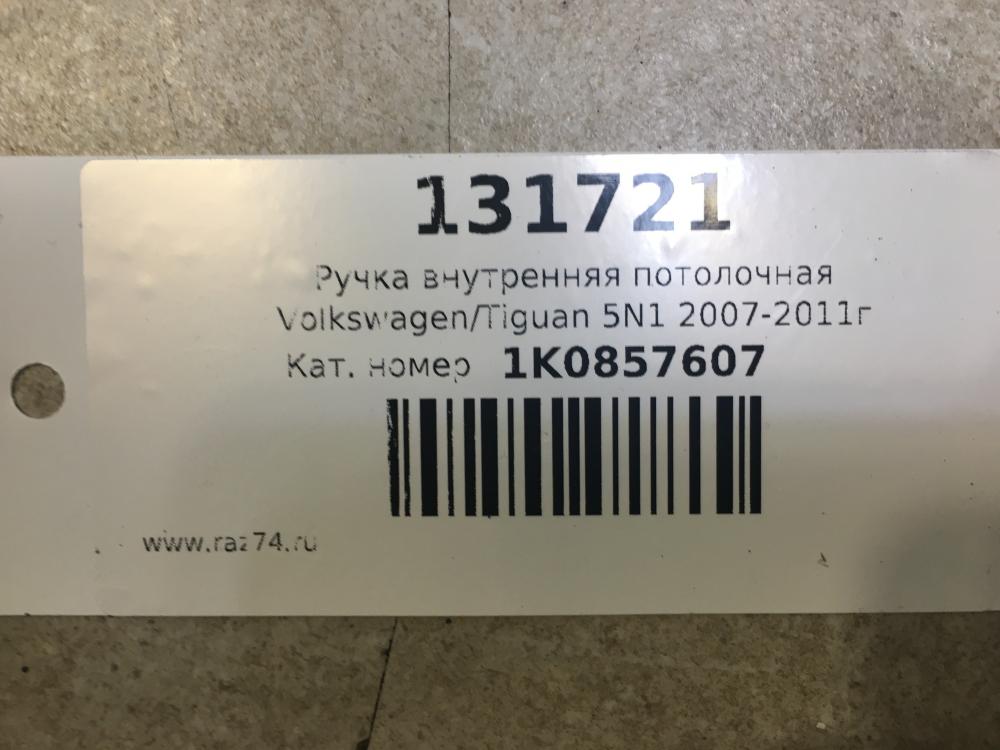 131721
Ручка внутренняя потолочная
Volkswagen/Tiguan 5N1 2007-2011г
Кат. номер 1K0857607
www.raz74.ru